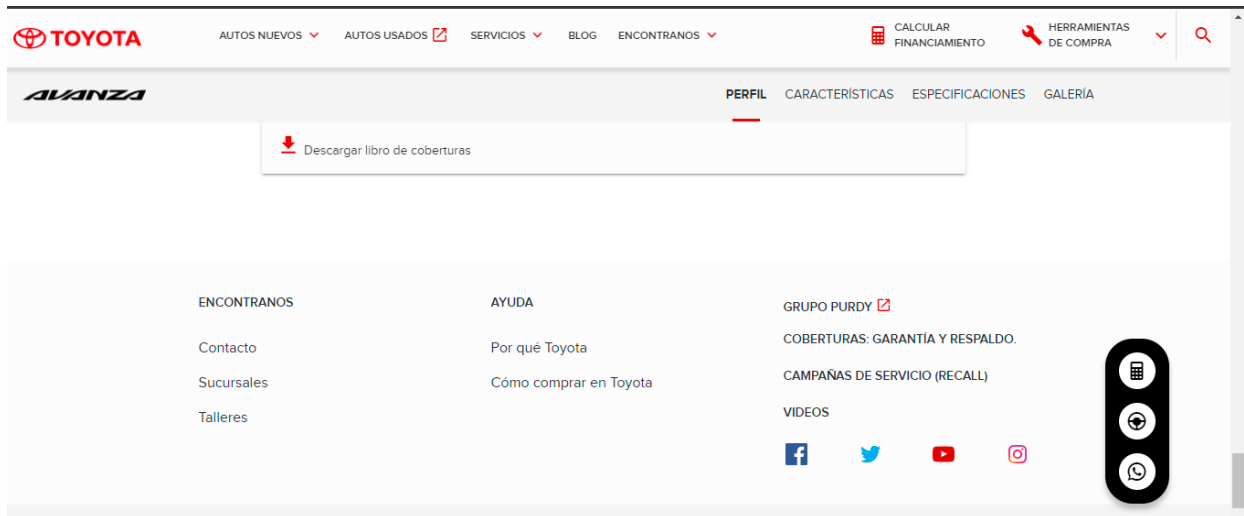 TOYOTA
AUTOS NUEVOS
AUTOS USADOS
SERVICIOS
BLOG
ENCONTRANOS
CALCULAR
FINANCIAMIENTO
HERRAMIENTAS
DE COMPRA
AVANZA
PERFIL
CARACTERÍSTICAS
ESPECIFICACIONES
GALERÍA
Descargar libro de coberturas
ENCONTRANOS
Contacto
Sucursales
Talleres
AYUDA
Por qué Toyota
Cómo comprar en Toyota
GRUPO PURDY
COBERTURAS: GARANTÍA Y RESPALDO.
CAMPAÑAS DE SERVICIO (RECALL)
VIDEOS